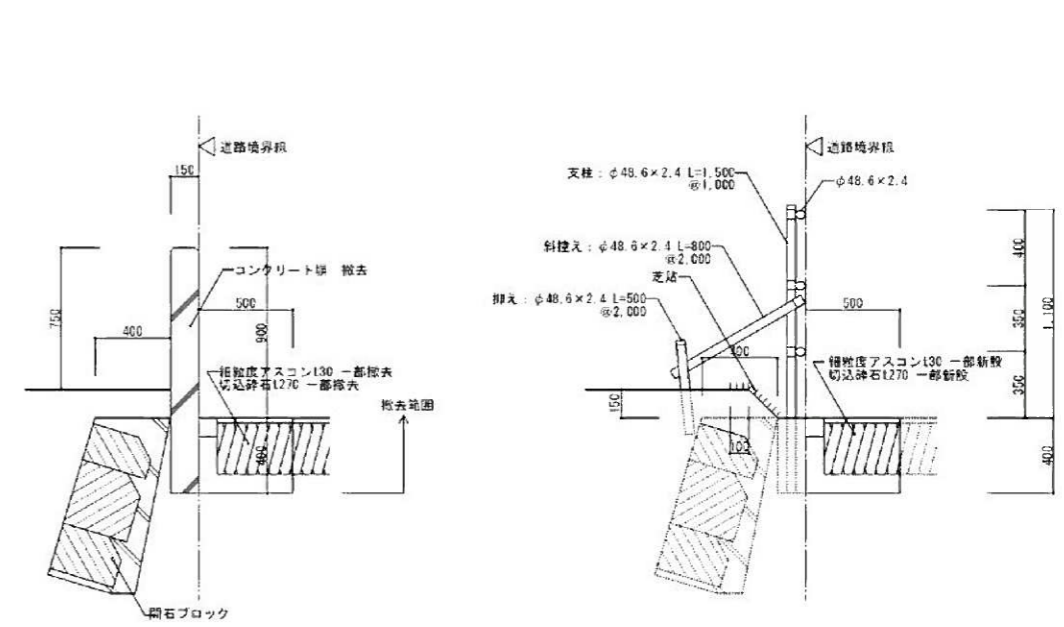 道路境界線
150
コンクリート塀 撤去
750
400
500
900
細粒度アスコンt30 一部撤去
切込砕石t270 一部撤去
撤去範囲
400
間石ブロック
道路境界線
支柱：φ48.6×2.4 L=1,500
@1,000
φ48.6×2.4
斜控え：φ48.6×2.4 L=800
@2,000
芝貼
抑え：φ48.6×2.4 L=500
@2,000
500
400
400
350
1,100
細粒度アスコンt30 一部新設
切込砕石t270 一部新設
350
150
100
400